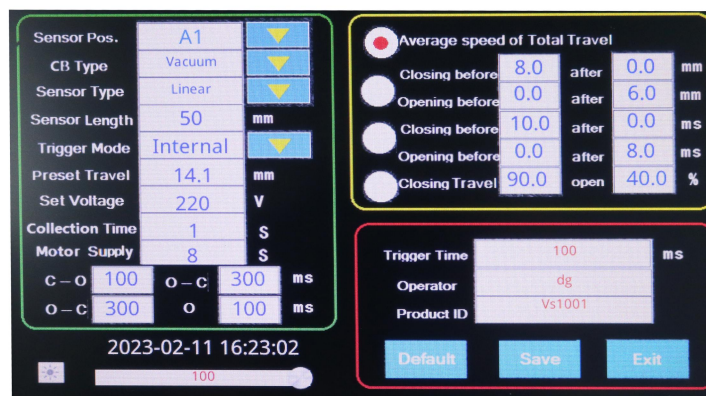 Sensor Pos. A1
CB Type Vacuum
Sensor Type Linear
Sensor Length 50 mm
Trigger Mode Internal
Preset Travel 14.1 mm
Set Voltage 220 V
Collection Time 1 S
Motor Supply 8 S
C–O 100 O–C 300 ms
O–C 300 O 100 ms
2023-02-11 16:23:02
100
Average speed of Total Travel
Closing before 8.0 after 0.0 mm
Opening before 0.0 after 6.0 mm
Closing before 10.0 after 0.0 ms
Opening before 0.0 after 8.0 ms
Closing Travel 90.0 open 40.0 %
Trigger Time 100 ms
Operator dg
Product ID Vs1001
Default Save Exit